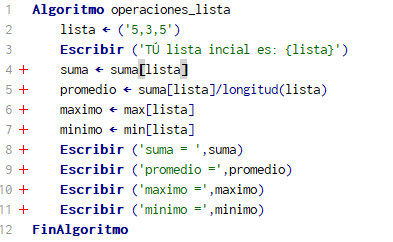 1 Algoritmo operaciones_lista
2 lista ← ('5,3,5')
3 Escribir ('TÚ lista incial es: {lista}')
4 + suma ← suma[lista]
5 + promedio ← suma[lista]/longitud(lista)
6 + maximo ← max[lista]
7 + minimo ← min[lista]
8 + Escribir ('suma = ',suma)
9 + Escribir ('promedio =',promedio)
10 + Escribir ('maximo =',maximo)
11 + Escribir ('minimo =',minimo)
12 FinAlgoritmo